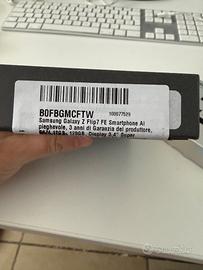 B0FBGMCFTW
100077529
Samsung Galaxy Z Flip7 FE Smartphone AI
pieghevole, 3 anni di Garanzia del produttore,
128GB, Display 3.4" Super